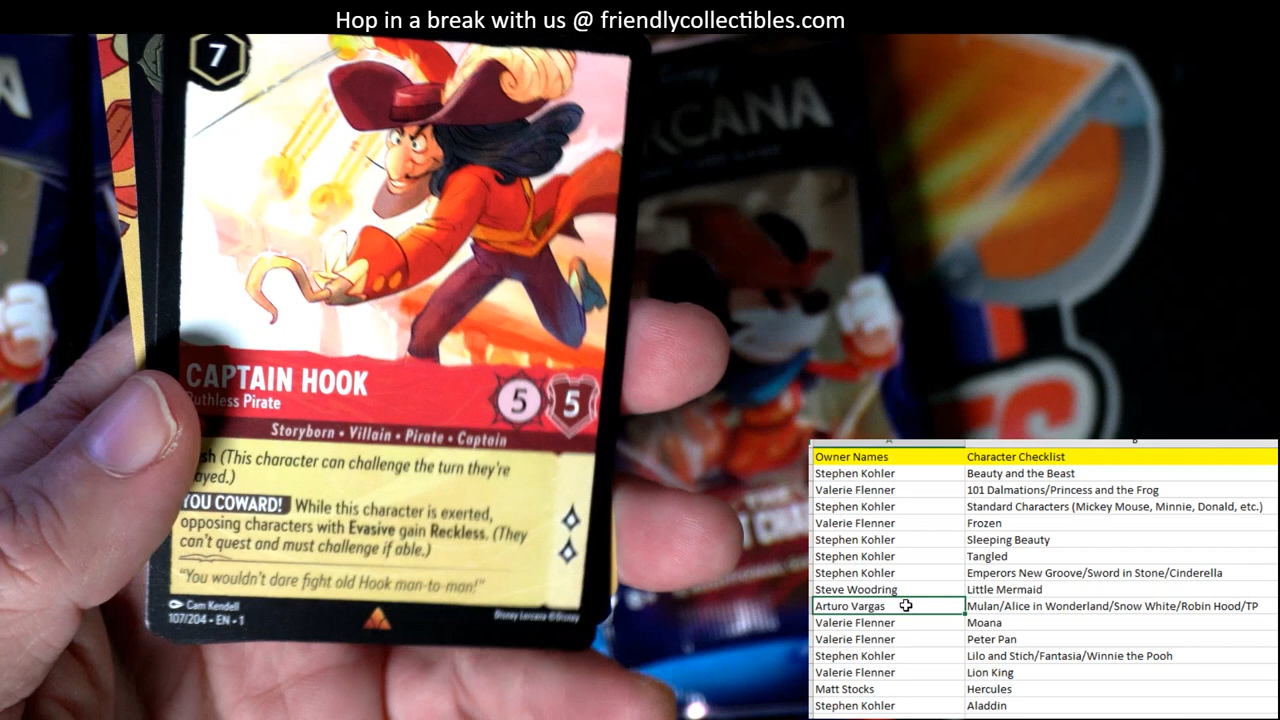 Hop in a break with us @ friendlycollectibles.com
7
CAPTAIN HOOK
Ruthless Pirate
5 5
Storyborn • Villain • Pirate • Captain
(This character can challenge the turn they're
YOU COWARD! While this character is exerted,
opposing characters with Evasive gain Reckless. (They
can't quest and must challenge if able.)
"You wouldn't dare fight old Hook man-to-man!"
Cam Kendell
107/204 • EN • 1
Disney Lorcana ©Disney
A B
Owner Names Character Checklist
Stephen Kohler Beauty and the Beast
Valerie Flenner 101 Dalmations/Princess and the Frog
Stephen Kohler Standard Characters (Mickey Mouse, Minnie, Donald, etc.)
Valerie Flenner Frozen
Stephen Kohler Sleeping Beauty
Stephen Kohler Tangled
Stephen Kohler Emperors New Groove/Sword in Stone/Cinderella
Steve Woodring Little Mermaid
Arturo Vargas Mulan/Alice in Wonderland/Snow White/Robin Hood/TP
Valerie Flenner Moana
Valerie Flenner Peter Pan
Stephen Kohler Lilo and Stich/Fantasia/Winnie the Pooh
Valerie Flenner Lion King
Matt Stocks Hercules
Stephen Kohler Aladdin